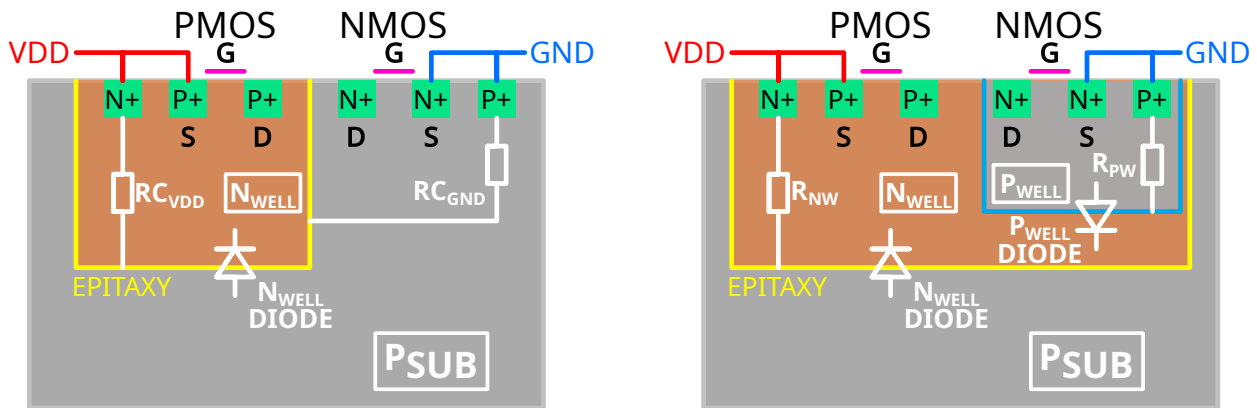 PMOS NMOS
VDD G G GND
N+ P+ P+ N+ N+ P+
S D D S
RCVDD NWELL RCGND
EPITAXY
NWELL
DIODE
PSUB
PMOS NMOS
VDD G G GND
N+ P+ P+ N+ N+ P+
S D D S
RNW NWELL PWELL RPW
PWELL
DIODE
EPITAXY
NWELL
DIODE
PSUB